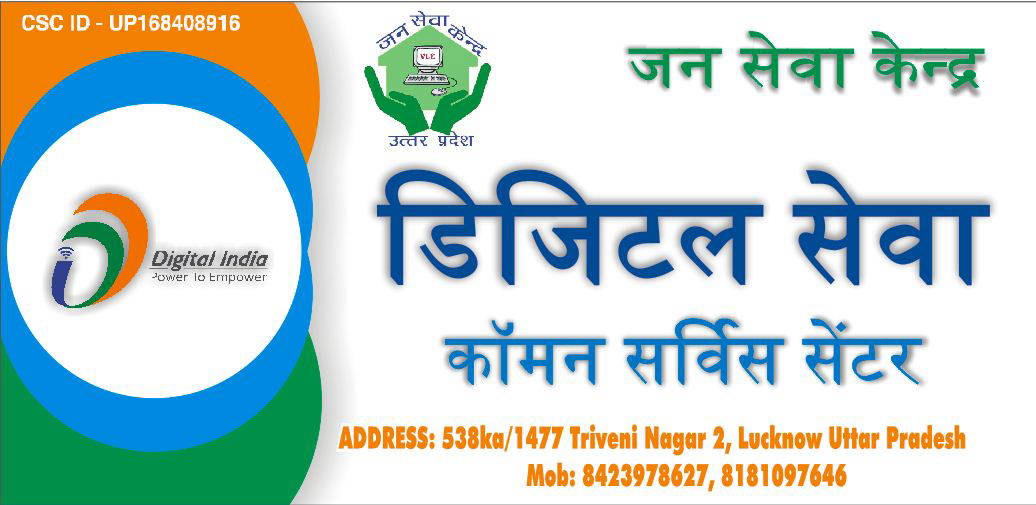 CSC ID - UP168408916
जन सेवा केन्द्र
VLE
उत्तर प्रदेश
जन सेवा केन्द्र
Digital India
Power To Empower
डिजिटल सेवा
कॉमन सर्विस सेंटर
ADDRESS: 538ka/1477 Triveni Nagar 2, Lucknow Uttar Pradesh
Mob: 8423978627, 8181097646